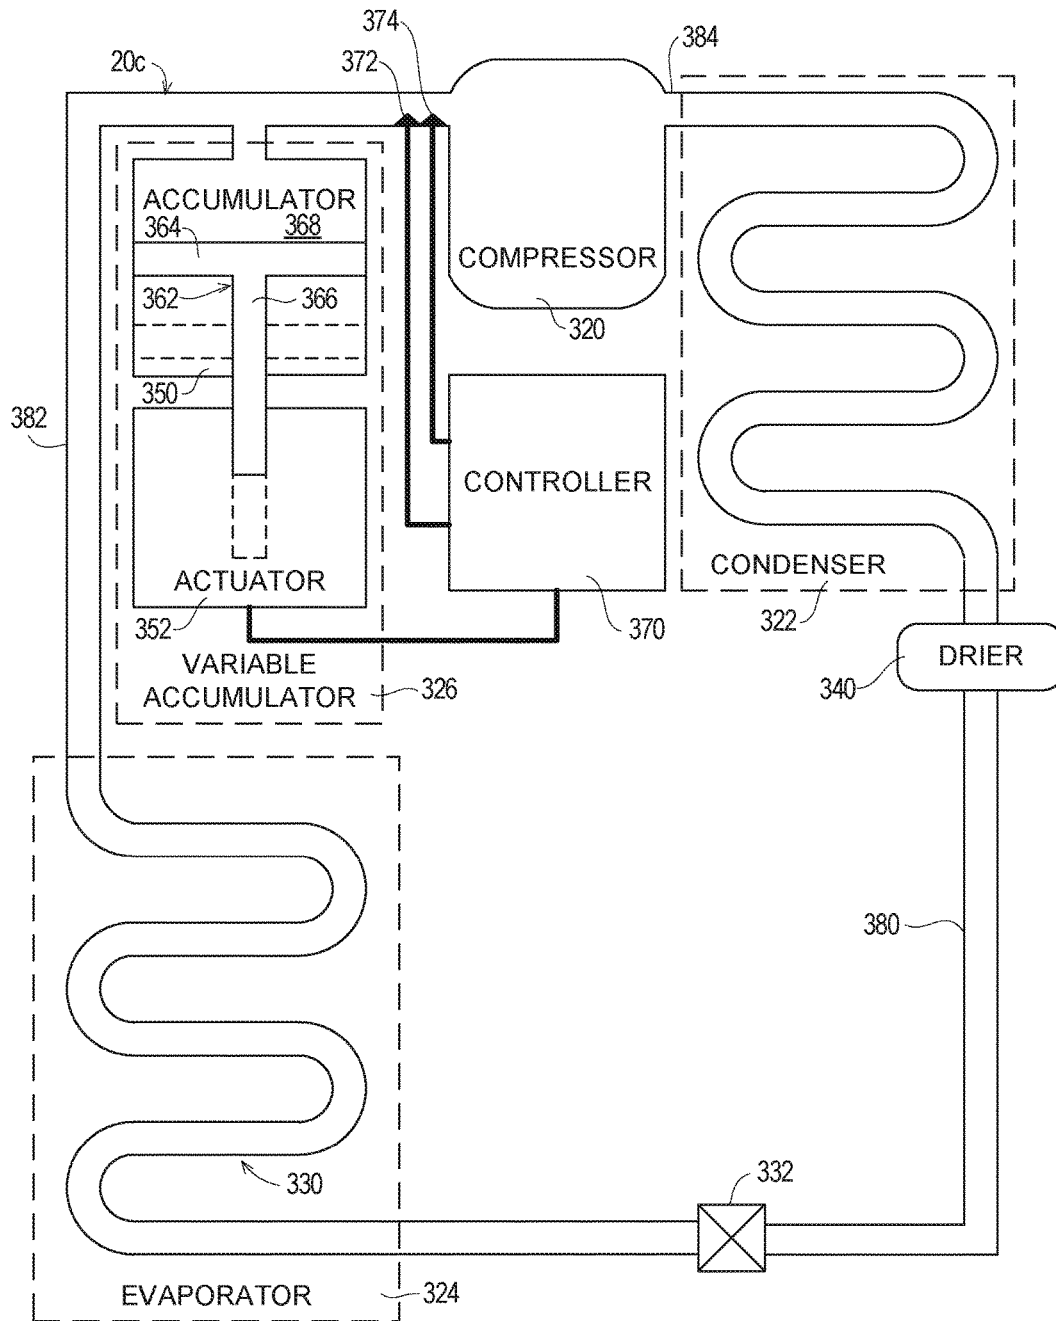 374
384
20c
372
ACCUMULATOR
364
368
COMPRESSOR
362
366
320
350
382
CONTROLLER
CONDENSER
ACTUATOR
322
352
370
DRIER
VARIABLE
ACCUMULATOR
326
340
380
332
330
EVAPORATOR
324